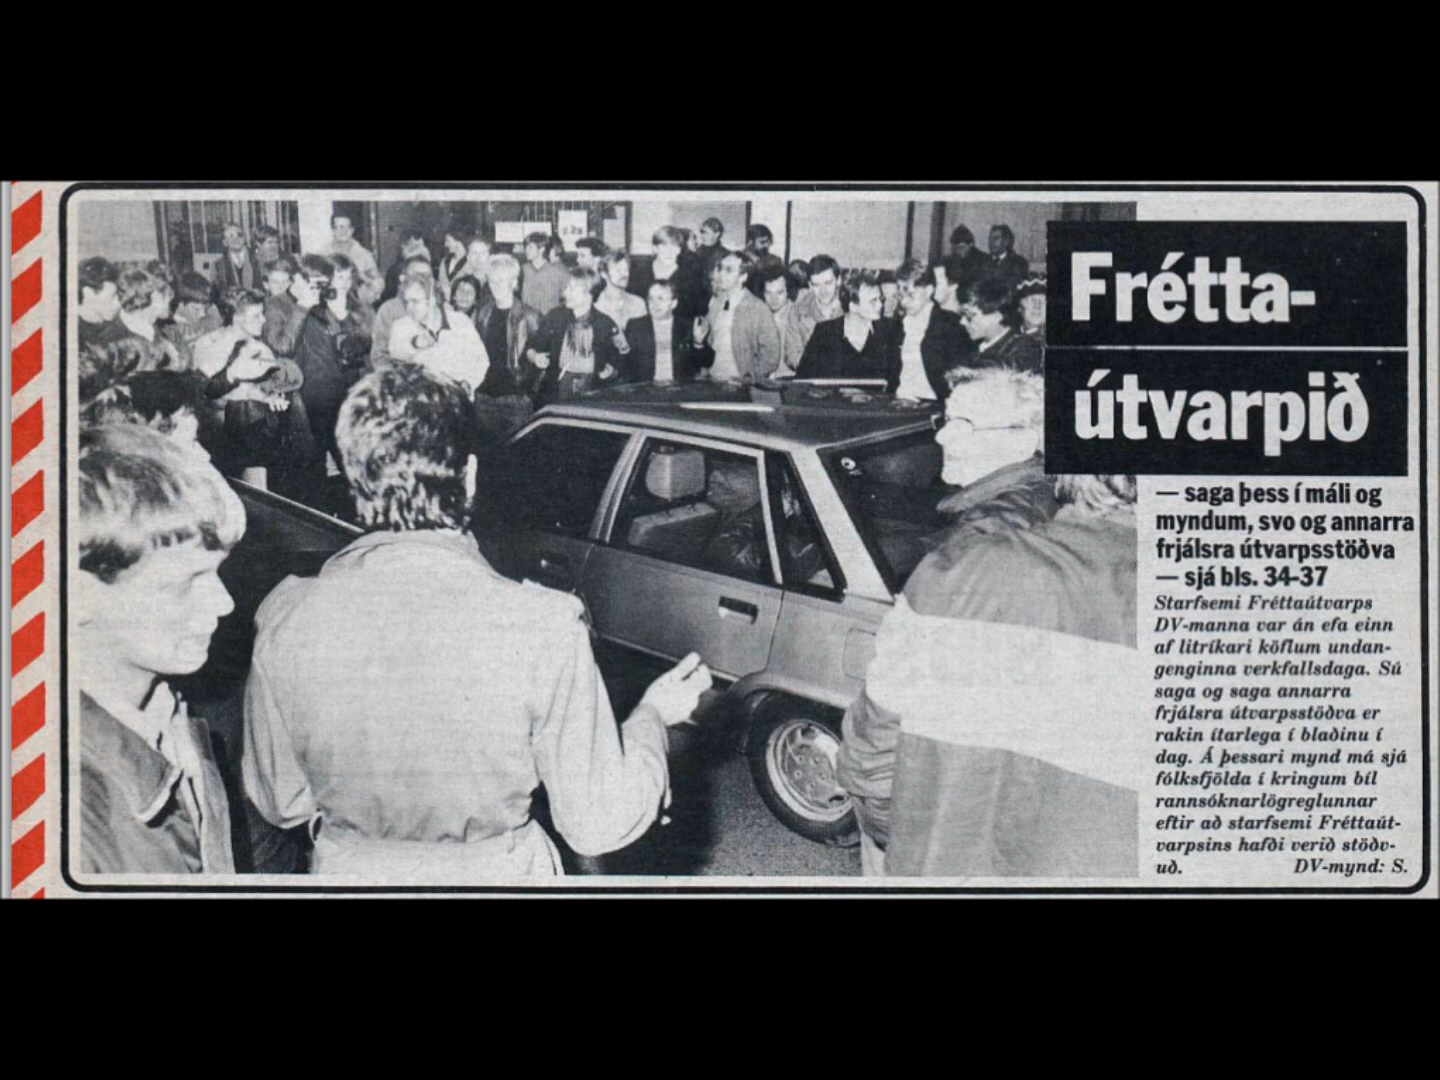 Frétta-
útvarpið
— saga þess í máli og
myndum, svo og annarra
frjálsra útvarpsstöðva
— sjá bls. 34-37
Starfsemi Fréttaútvarps
DV-manna var án efa einn
af litríkari köflum undan-
genginna verkfallsdaga. Sú
saga og saga annarra
frjálsra útvarpsstöðva er
rakin ítarlega í blaðinu í
dag. Á þessari mynd má sjá
fólksfjölda í kringum bíl
rannsóknarlögreglunnar
eftir að starfsemi Fréttaút-
varpsins hafði verið stöðv-
uð. DV-mynd: S.